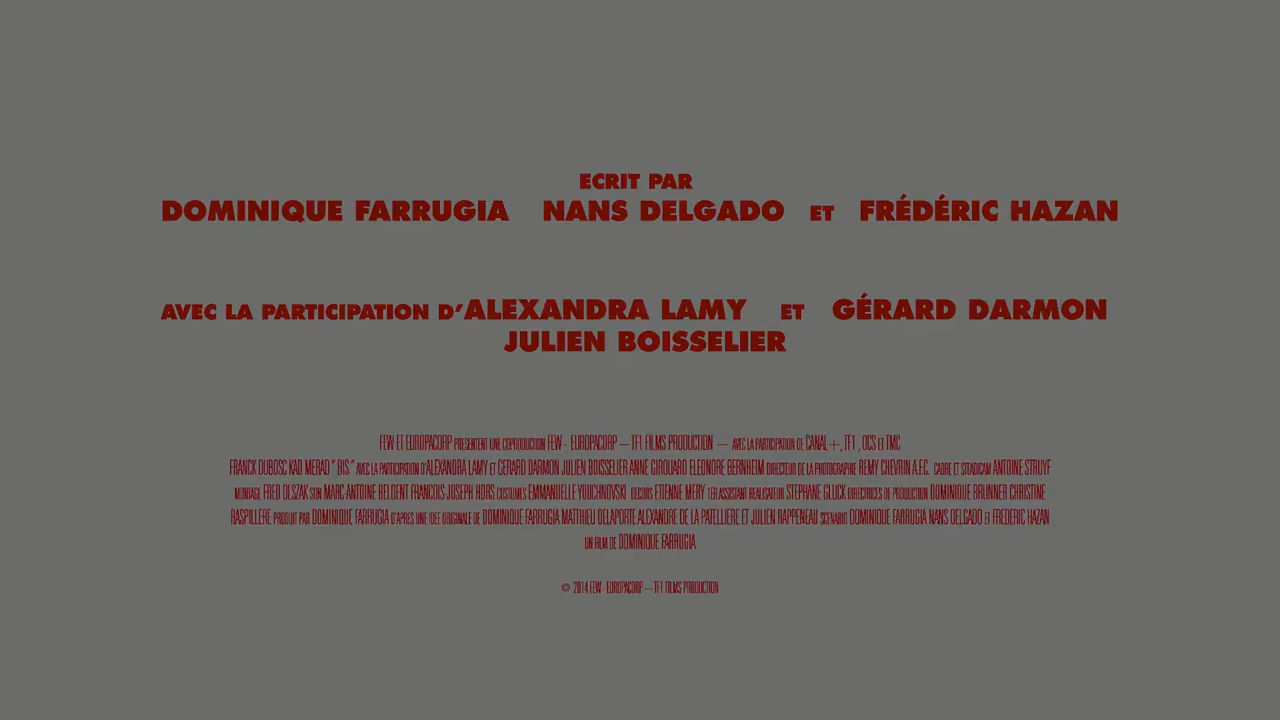 ECRIT PAR
DOMINIQUE FARRUGIA NANS DELGADO ET FRÉDÉRIC HAZAN
AVEC LA PARTICIPATION D'ALEXANDRA LAMY ET GÉRARD DARMON
JULIEN BOISSELIER
FEW ET EUROPACORP PRESENTENT UNE COPRODUCTION FEW - EUROPACORP — TF1 FILMS PRODUCTION — AVEC LA PARTICIPATION DE CANAL+, TF1, OCS ET TMC
FRANCK DUBOSC KAD MERAD "BIS" AVEC LA PARTICIPATION D'ALEXANDRA LAMY ET GERARD DARMON JULIEN BOISSELIER ANNE GIROUARD ELEONORE BERNHEIM DIRECTEUR DE LA PHOTOGRAPHIE REMY CHEVRIN A.F.C. CADRE ET STEADICAM ANTOINE STRUYF
MONTAGE FRED OLSZAK SON MARC-ANTOINE BELDENT FRANCOIS-JOSEPH HORS COSTUMES EMMANUELLE YOUCHNOVSKI DECORS ETIENNE MERY 1ER ASSISTANT REALISATEUR STEPHANE GLUCK DIRECTRICES DE PRODUCTION DOMINIQUE BRUNNER CHRISTINE
RASPILLERE PRODUIT PAR DOMINIQUE FARRUGIA D'APRES UNE IDEE ORIGINALE DE DOMINIQUE FARRUGIA MATTHIEU DELAPORTE ALEXANDRE DE LA PATELLIERE ET JULIEN RAPPENEAU SCENARIO DOMINIQUE FARRUGIA NANS DELGADO ET FREDERIC HAZAN
UN FILM DE DOMINIQUE FARRUGIA
© 2014 FEW - EUROPACORP — TF1 FILMS PRODUCTION